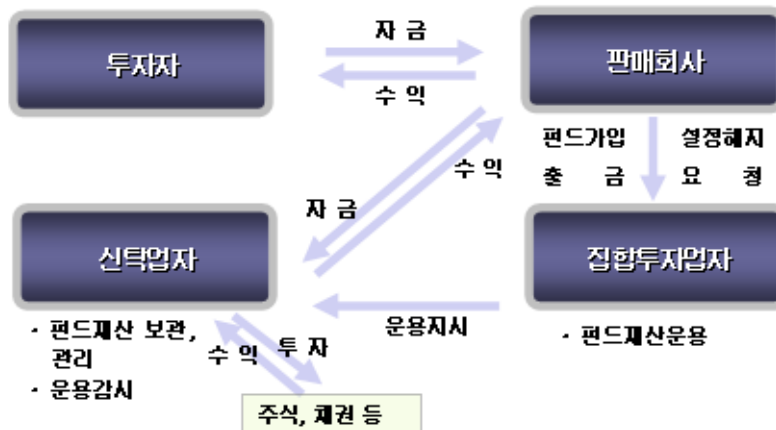 자 금
투자자
판매회사
수 익
펀드가입 설정해지
수 익
출 금 요 청
자 금
신탁업자
집합투자업자
운용지시
· 펀드재산 보관,
관리
· 운용감시
수 익 투 자
· 펀드재산운용
주식, 채권 등